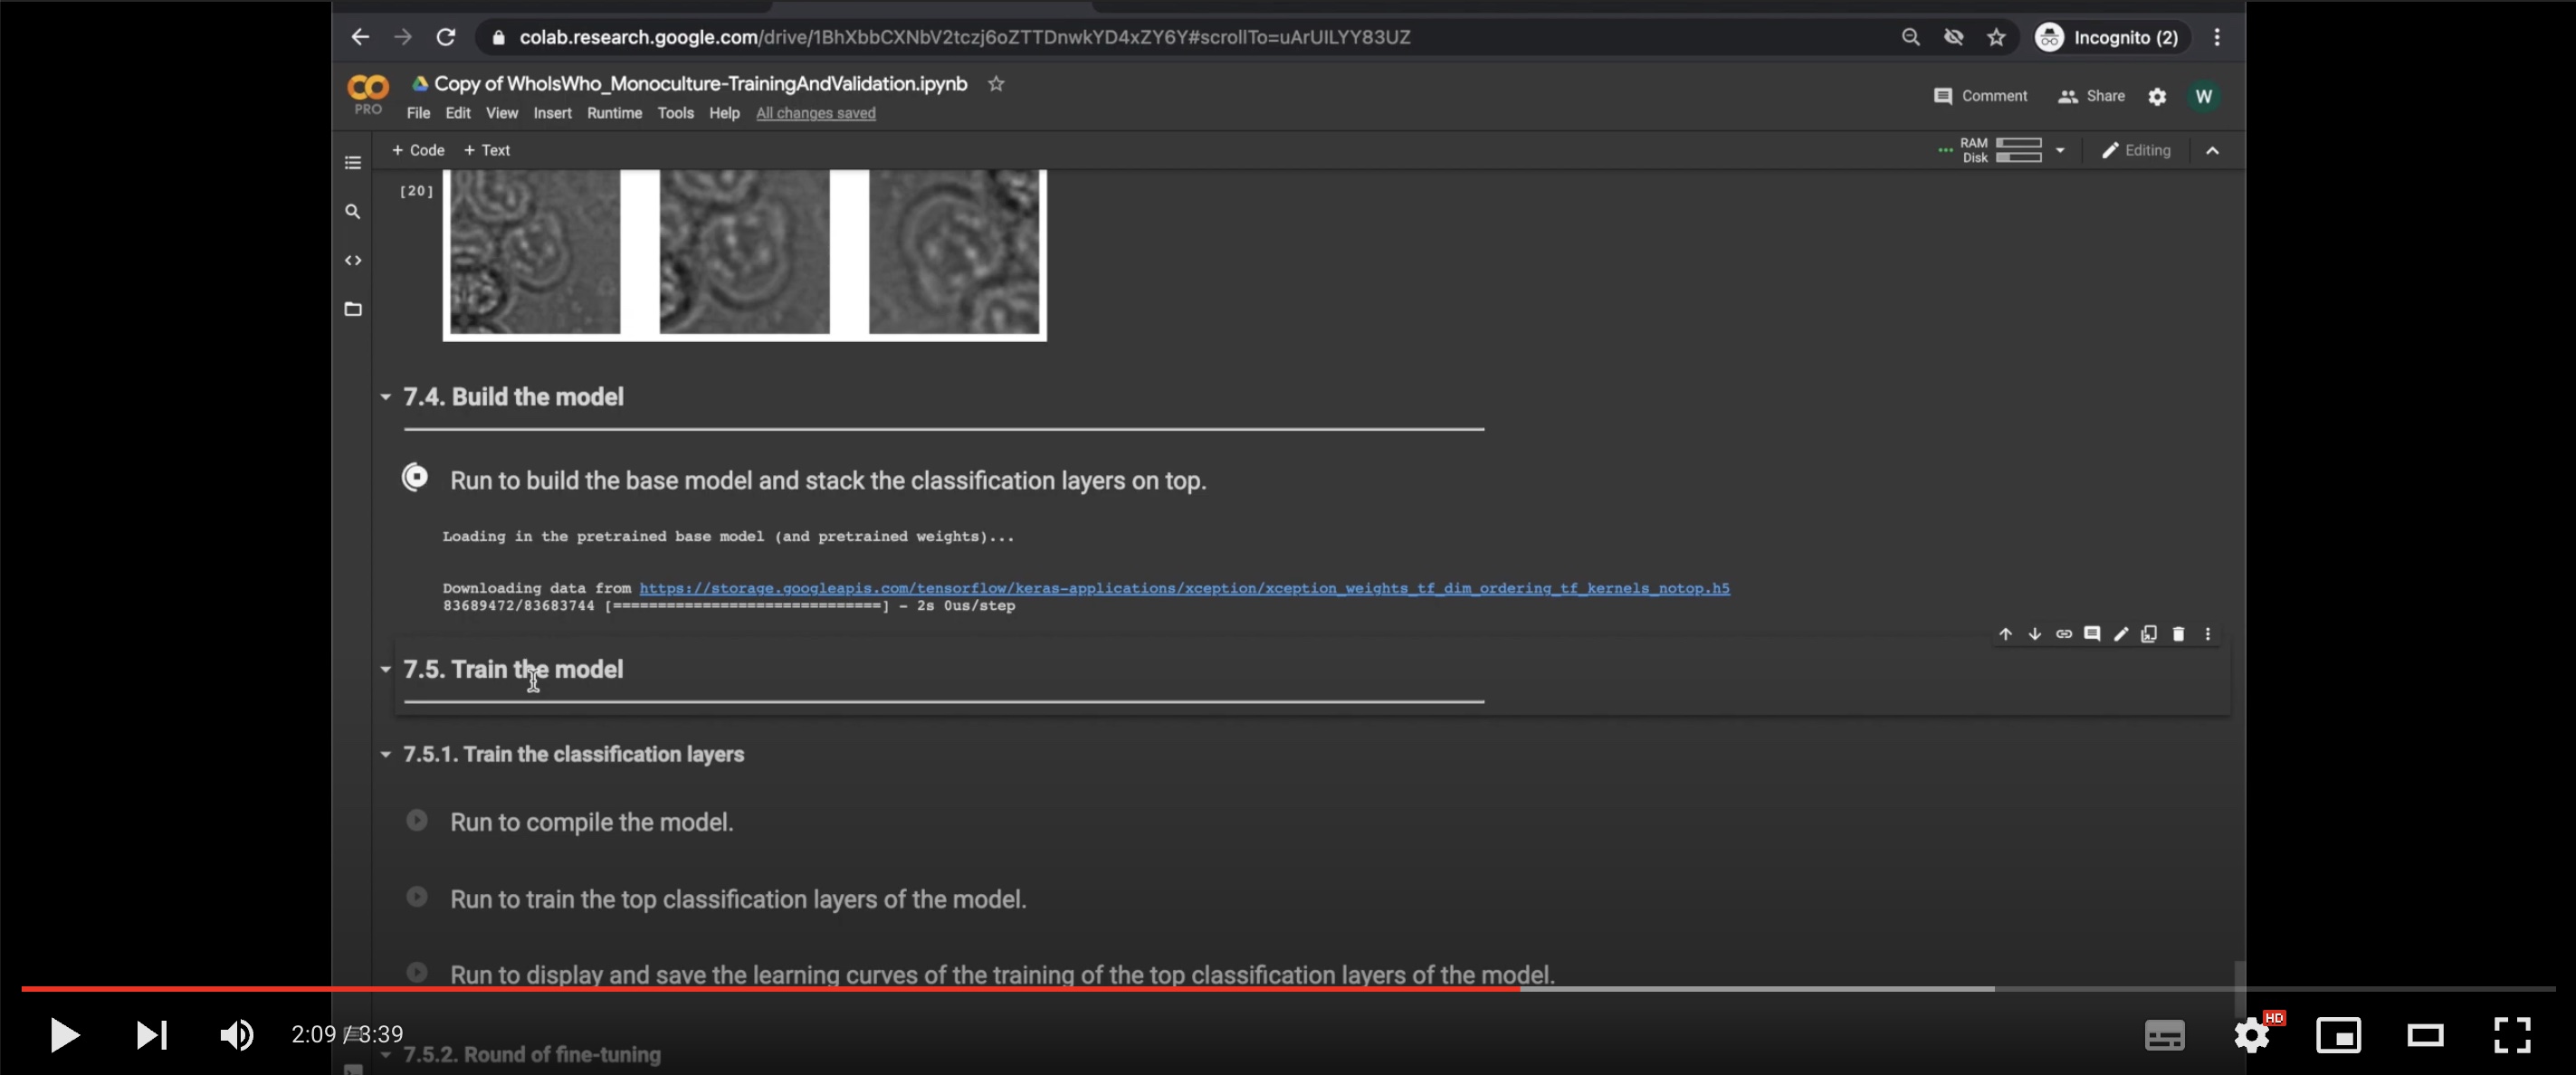 colab.research.google.com/drive/1BhXbbCXNbV2tczj6oZTTDnwkYD4xZY6Y#scrollTo=uArUILYY83UZ
Incognito (2)
CO
PRO
Copy of WhoIsWho_Monoculture-TrainingAndValidation.ipynb
File Edit View Insert Runtime Tools Help All changes saved
Comment Share W
+ Code + Text
RAM
Disk
Editing
[20]
7.4. Build the model
Run to build the base model and stack the classification layers on top.
Loading in the pretrained base model (and pretrained weights)...
Downloading data from https://storage.googleapis.com/tensorflow/keras-applications/xception/xception_weights_tf_dim_ordering_tf_kernels_notop.h5
83689472/83683744 [==============================] - 2s 0us/step
7.5. Train the model
7.5.1. Train the classification layers
Run to compile the model.
Run to train the top classification layers of the model.
Run to display and save the learning curves of the training of the top classification layers of the model.
2:09 / 3:39
HD
7.5.2. Round of fine-tuning